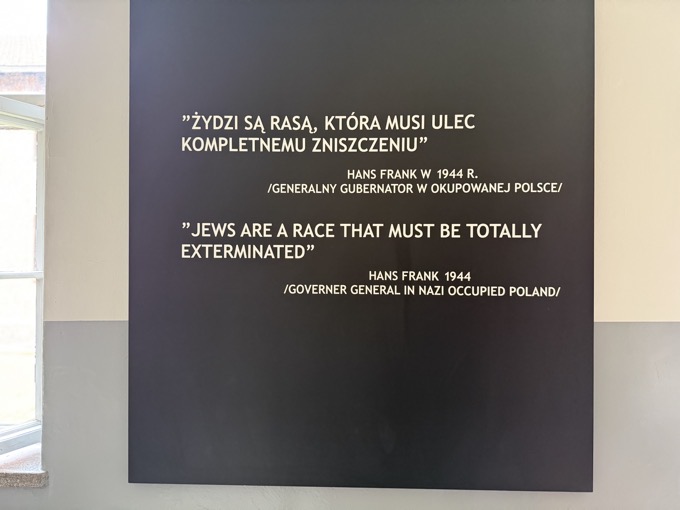 ”ŻYDZI SĄ RASĄ, KTÓRA MUSI ULEC
KOMPLETNEMU ZNISZCZENIU”
HANS FRANK W 1944 R.
/GENERALNY GUBERNATOR W OKUPOWANEJ POLSCE/
”JEWS ARE A RACE THAT MUST BE TOTALLY
EXTERMINATED”
HANS FRANK 1944
/GOVERNER GENERAL IN NAZI OCCUPIED POLAND/